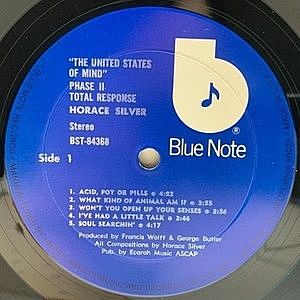 "THE UNITED STATES
OF MIND"
PHASE II
TOTAL RESPONSE
HORACE SILVER
Stereo
BST-84368
Side 1
Blue Note
®
1. ACID, POT OR PILLS ● 4:22
2. WHAT KIND OF ANIMAL AM I? ● 3:55
3. WON'T YOU OPEN UP YOUR SENSES ● 3:36
4. I'VE HAD A LITTLE TALK ● 3:46
5. SOUL SEARCHIN' ● 4:17
Produced by Francis Wolff & George Butler
All Compositions by Horace Silver
Pub. by Ecaroh Music ASCAP